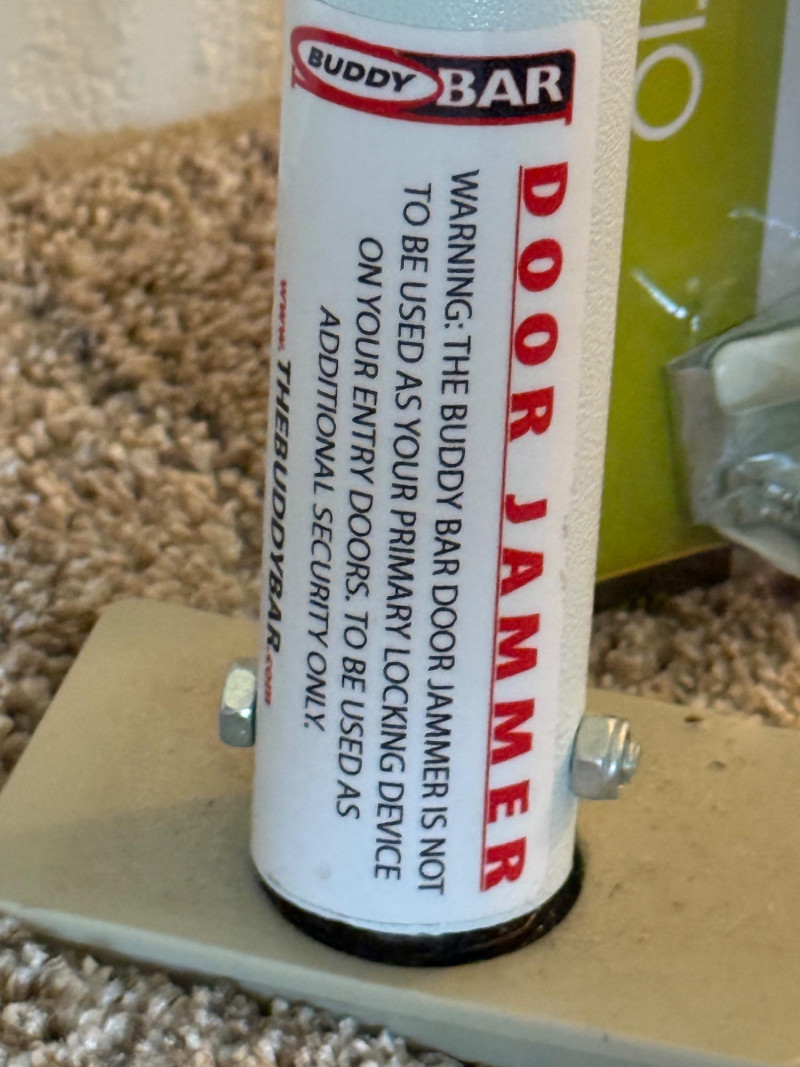 BUDDY BAR
DOOR JAMMER
WARNING: THE BUDDY BAR DOOR JAMMER IS NOT
TO BE USED AS YOUR PRIMARY LOCKING DEVICE
ON YOUR ENTRY DOORS. TO BE USED AS
ADDITIONAL SECURITY ONLY.
www.THEBUDDYBAR.com